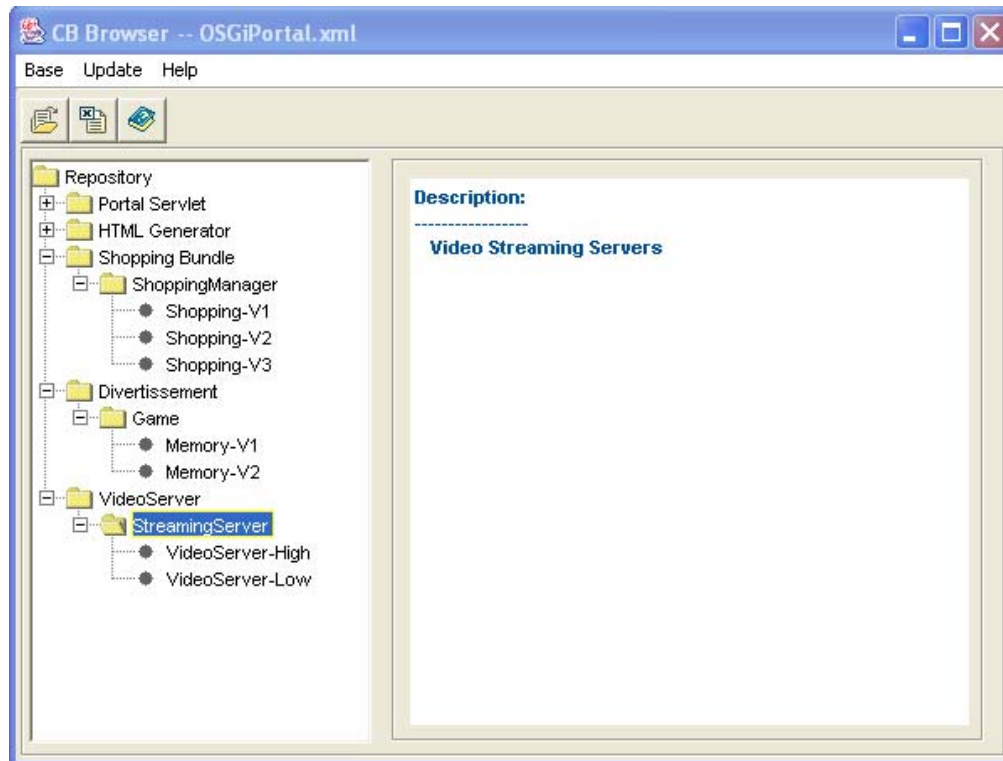 CB Browser -- OSGiPortal.xml
Base Update Help
Repository
Portal Servlet
HTML Generator
Shopping Bundle
ShoppingManager
Shopping-V1
Shopping-V2
Shopping-V3
Divertissement
Game
Memory-V1
Memory-V2
VideoServer
StreamingServer
VideoServer-High
VideoServer-Low
Description:
-----------------
Video Streaming Servers